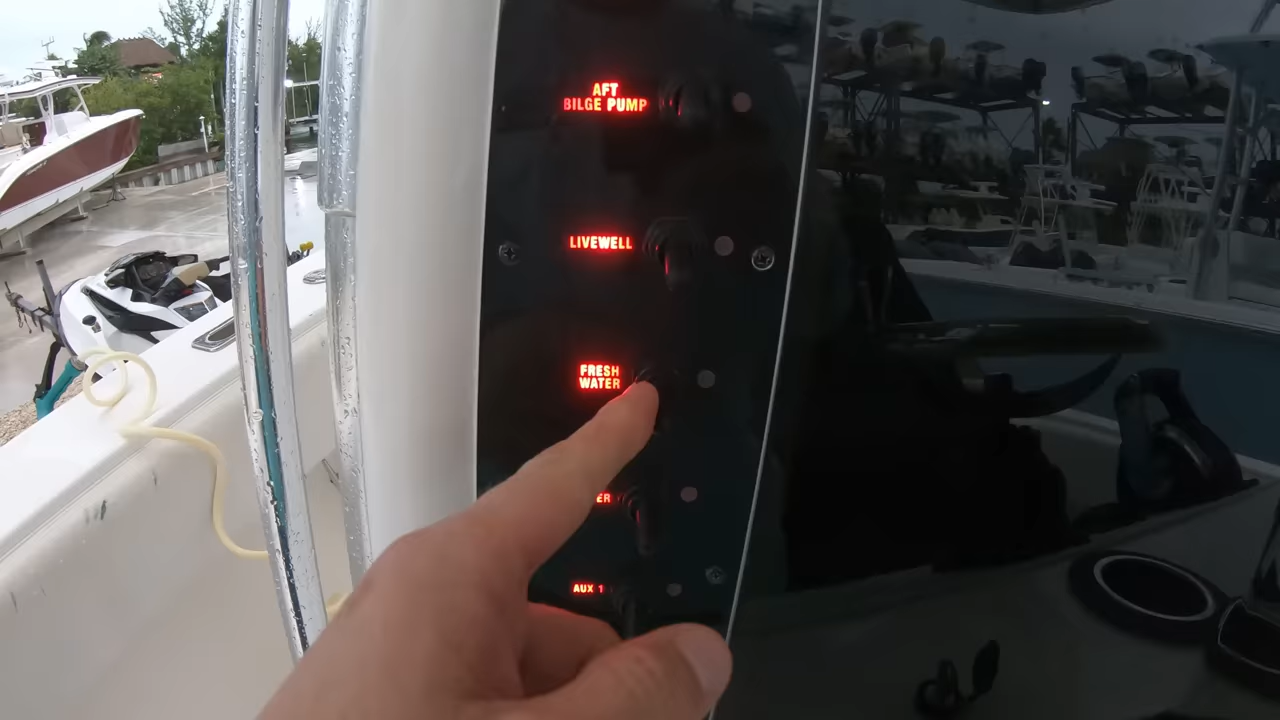 AFT
BILGE PUMP
LIVEWELL
FRESH
WATER
AUX 1